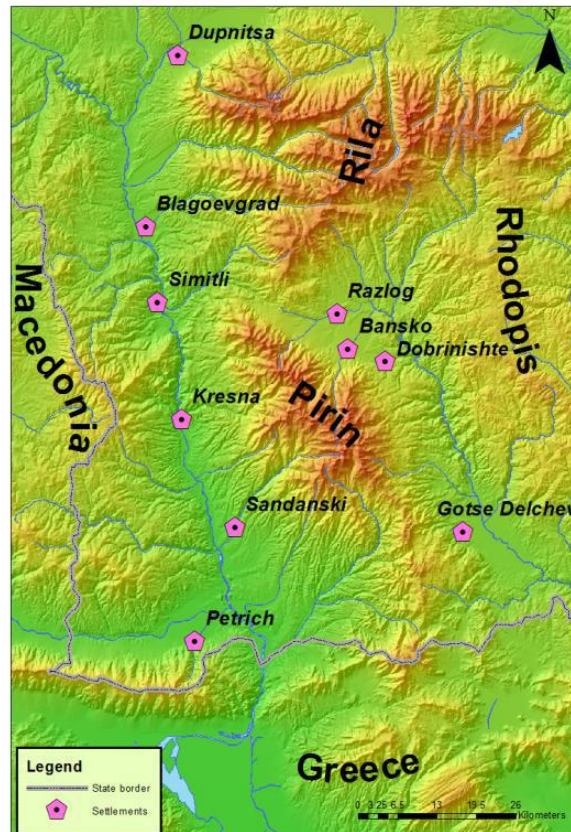 N
Dupnitsa
Rila
Blagoevgrad
Rhodopis
Macedonia
Simitli
Razlog
Bansko
Dobrinishte
Pirin
Kresna
Sandanski
Gotse Delchev
Petrich
Greece
Legend
State border
Settlements
0 3.25 6.5 13 19.5 26
Kilometers